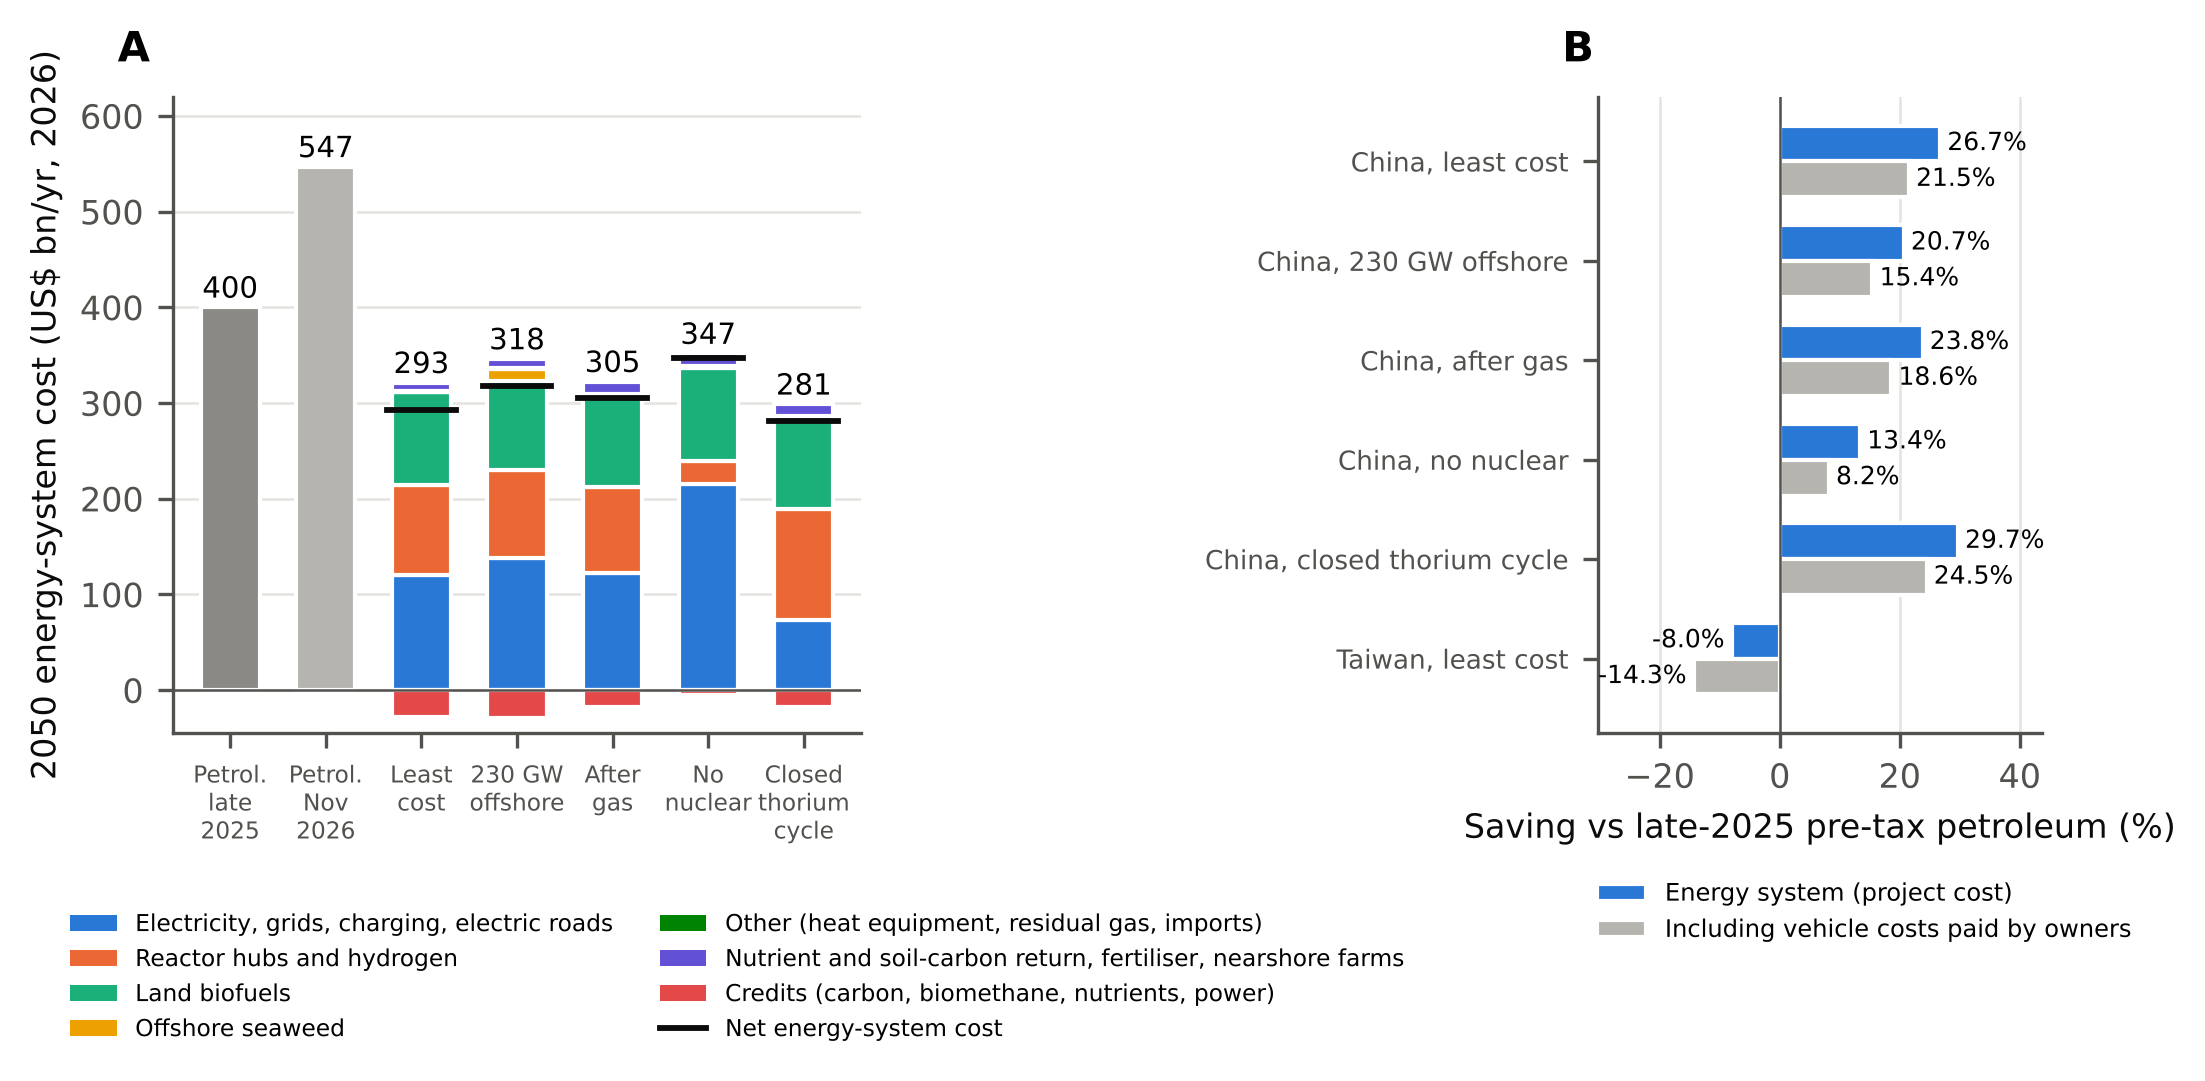 A
2050 energy-system cost (US$ bn/yr, 2026)
600
500
400
300
200
100
0
400
547
293
318
305
347
281
Petrol.
late
2025
Petrol.
Nov
2026
Least
cost
230 GW
offshore
After
gas
No
nuclear
Closed
thorium
cycle
Electricity, grids, charging, electric roads
Reactor hubs and hydrogen
Land biofuels
Offshore seaweed
Other (heat equipment, residual gas, imports)
Nutrient and soil-carbon return, fertiliser, nearshore farms
Credits (carbon, biomethane, nutrients, power)
Net energy-system cost
B
China, least cost
26.7%
21.5%
China, 230 GW offshore
20.7%
15.4%
China, after gas
23.8%
18.6%
China, no nuclear
13.4%
8.2%
China, closed thorium cycle
29.7%
24.5%
Taiwan, least cost
-8.0%
-14.3%
−20 0 20 40
Saving vs late-2025 pre-tax petroleum (%)
Energy system (project cost)
Including vehicle costs paid by owners